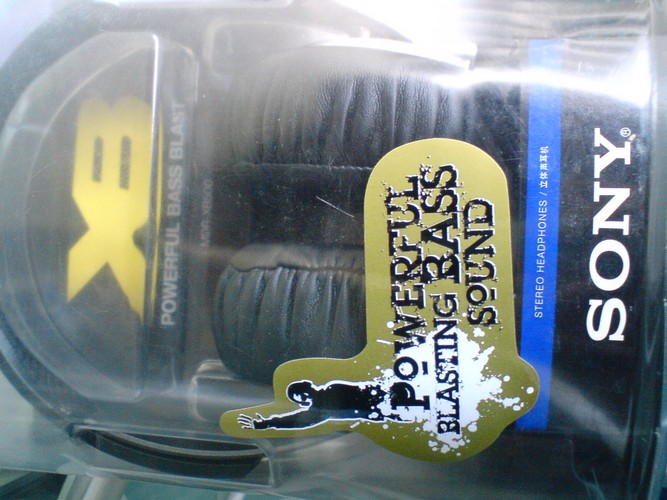 XB
POWERFUL BASS BLAST
POWERFUL
BLASTING BASS
SOUND
STEREO HEADPHONES / 立体声耳机
SONY®